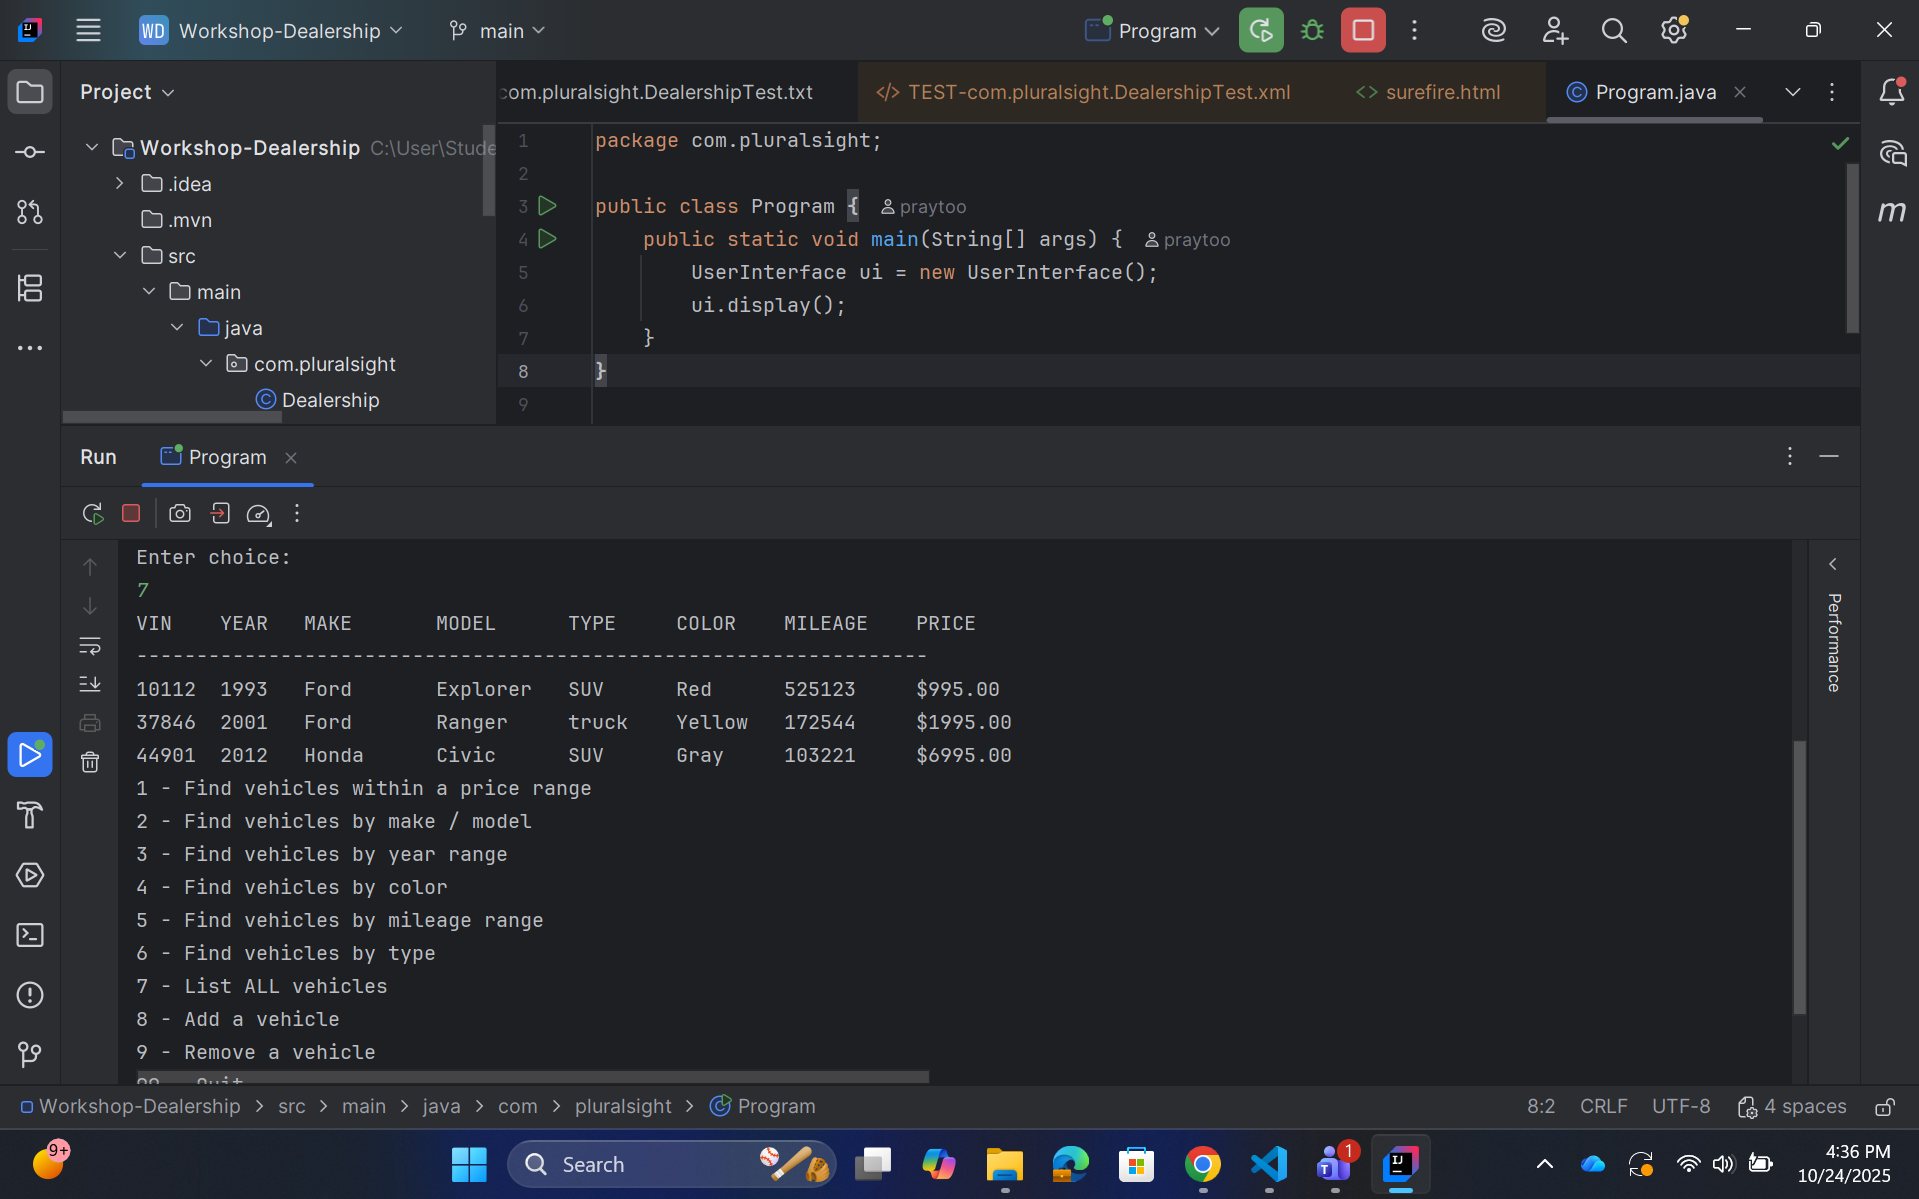 WD Workshop-Dealership main Program
Project
com.pluralsight.DealershipTest.txt TEST-com.pluralsight.DealershipTest.xml surefire.html Program.java
Workshop-Dealership C:\User\Stude
.idea
.mvn
src
main
java
com.pluralsight
Dealership
1 package com.pluralsight;
2
3 public class Program { praytoo
4 public static void main(String[] args) { praytoo
5 UserInterface ui = new UserInterface();
6 ui.display();
7 }
8 }
9
m
Run Program
Enter choice:
7
VIN YEAR MAKE MODEL TYPE COLOR MILEAGE PRICE
------------------------------------------------------------------
10112 1993 Ford Explorer SUV Red 525123 $995.00
37846 2001 Ford Ranger truck Yellow 172544 $1995.00
44901 2012 Honda Civic SUV Gray 103221 $6995.00
1 - Find vehicles within a price range
2 - Find vehicles by make / model
3 - Find vehicles by year range
4 - Find vehicles by color
5 - Find vehicles by mileage range
6 - Find vehicles by type
7 - List ALL vehicles
8 - Add a vehicle
9 - Remove a vehicle
99 - Quit
Performance
Workshop-Dealership > src > main > java > com > pluralsight > Program
8:2 CRLF UTF-8 4 spaces
9+
Search
1
4:36 PM
10/24/2025